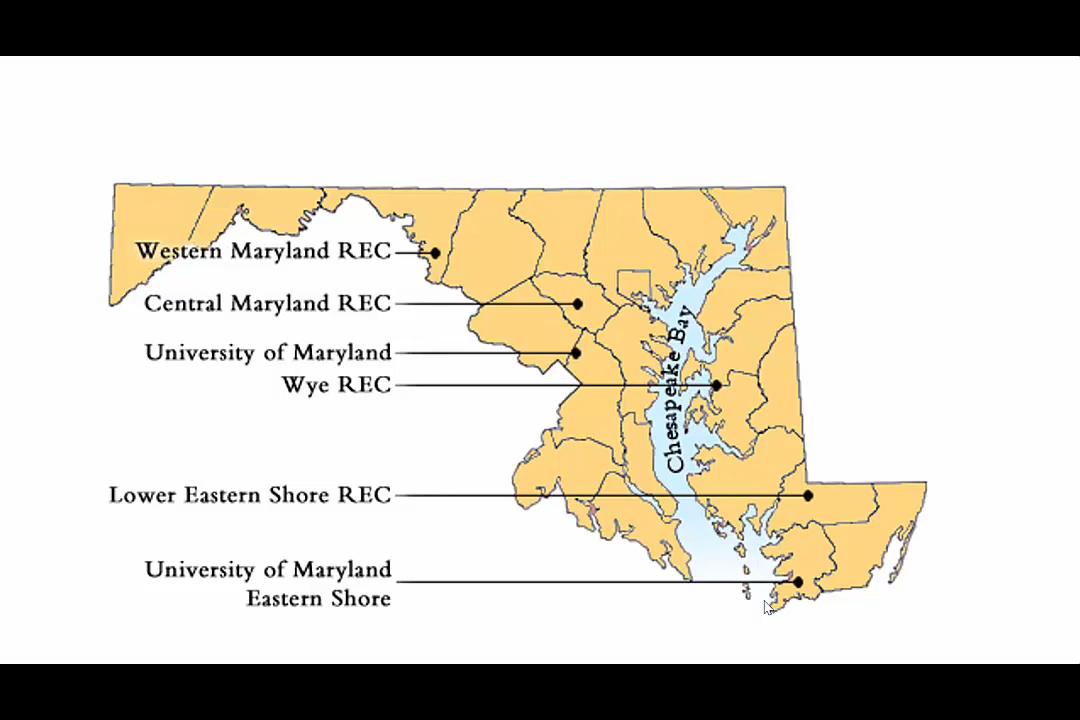 Western Maryland REC
Central Maryland REC
University of Maryland
Wye REC
Chesapeake Bay
Lower Eastern Shore REC
University of Maryland
Eastern Shore